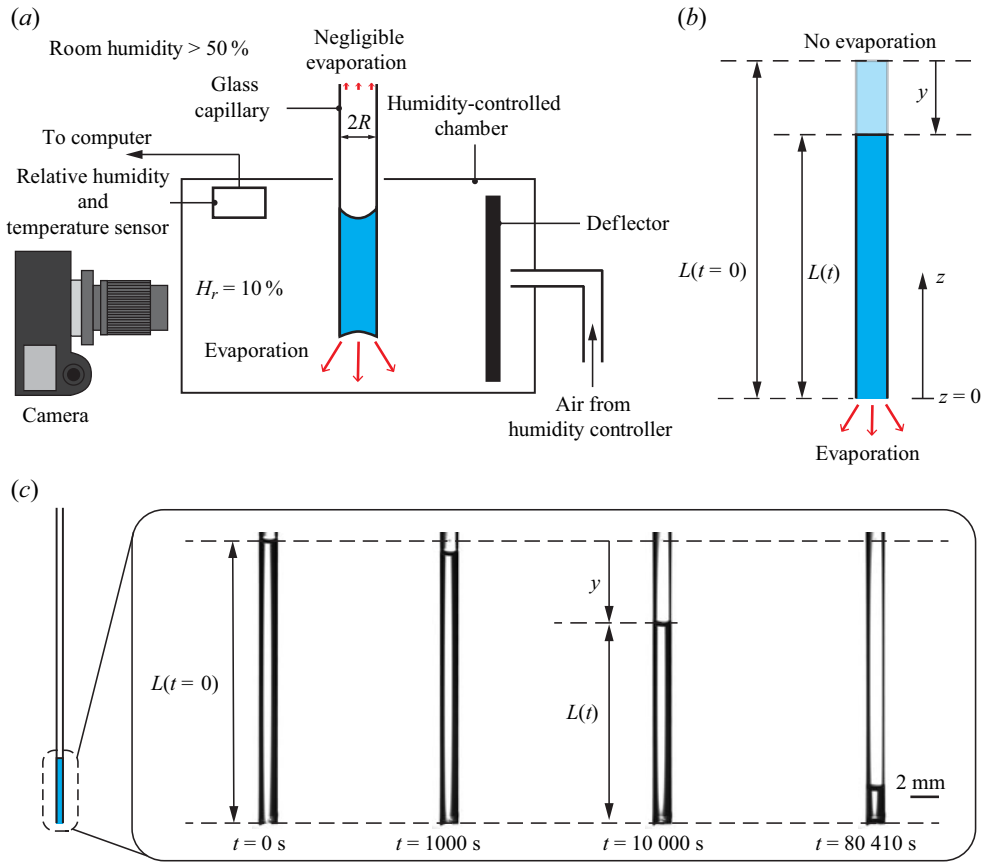 (a)
Room humidity > 50 %
Negligible
evaporation
Glass
capillary
2R
Humidity-controlled
chamber
To computer
Relative humidity
and
temperature sensor
Deflector
H_r = 10 %
Evaporation
Camera
Air from
humidity controller
(b)
No evaporation
y
L(t = 0)
L(t)
z
z = 0
Evaporation
(c)
L(t = 0)
y
L(t)
2 mm
t = 0 s
t = 1000 s
t = 10 000 s
t = 80 410 s